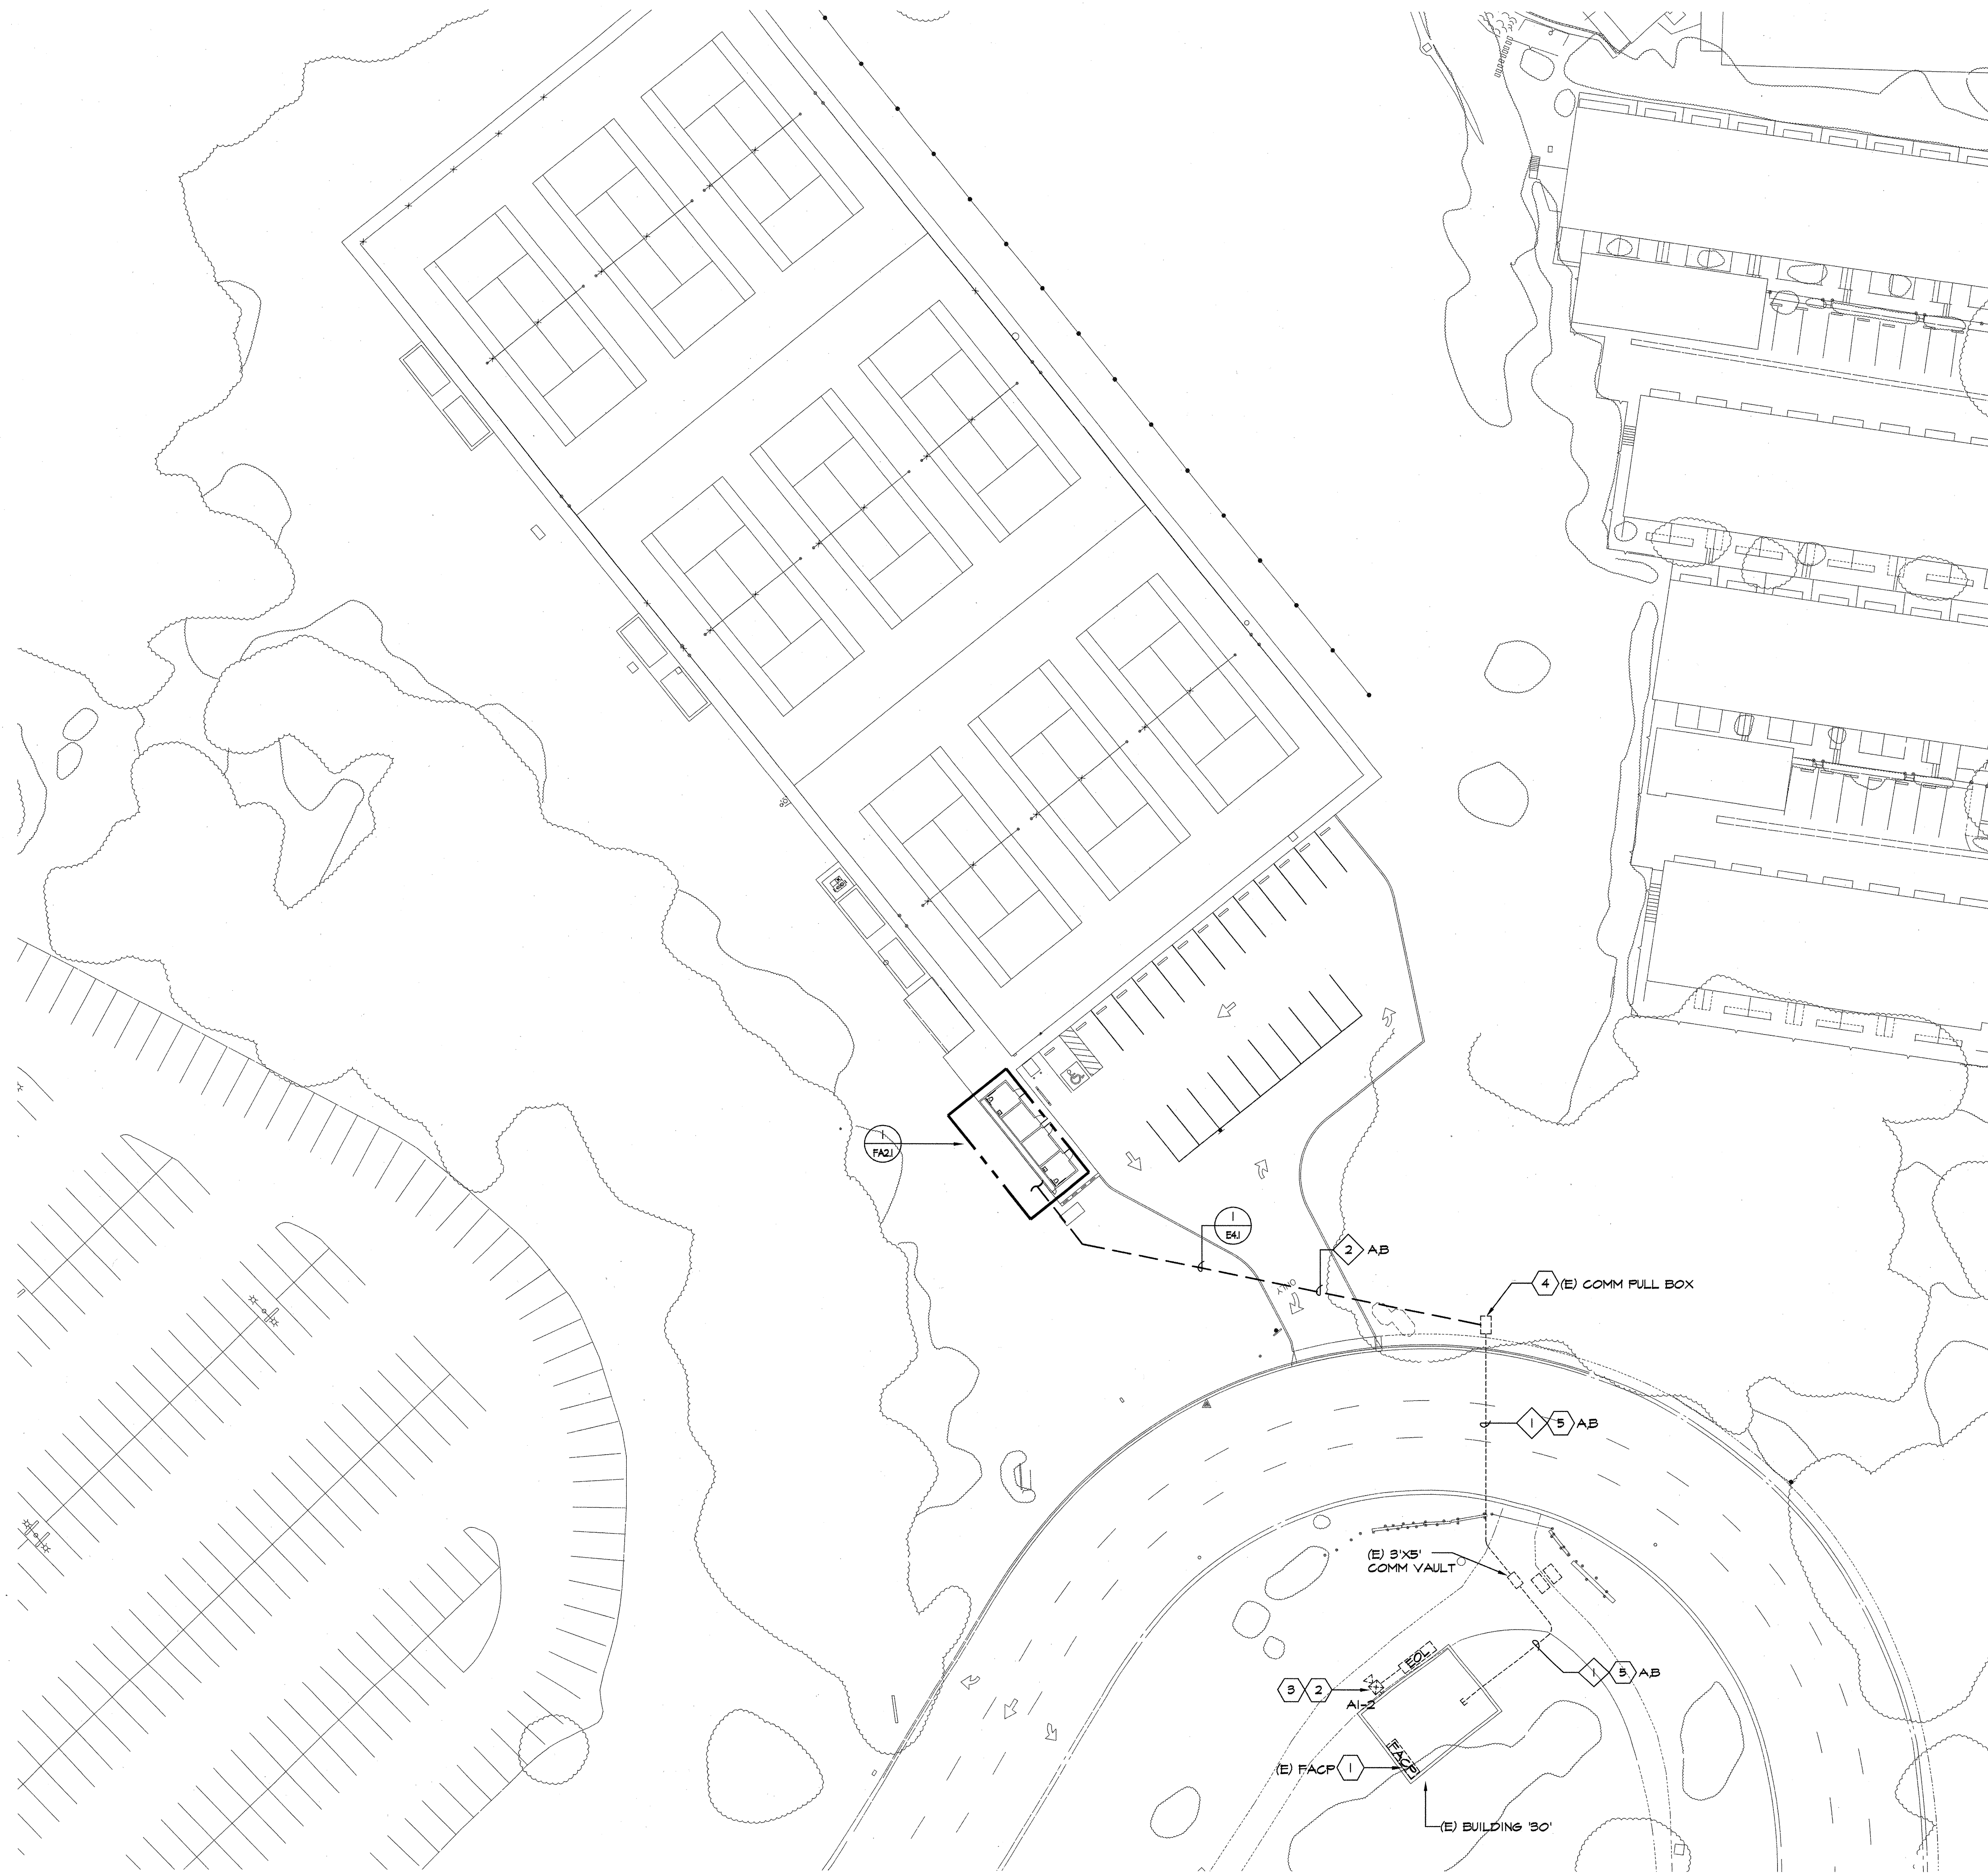 1
FA2.1
1
E4.1
2 A,B
4 (E) COMM PULL BOX
ONLY
1 5 A,B
(E) 3'X5'
COMM VAULT
EOL
1 5 A,B
3 2
A1-2
E
FACP
(E) FACP 1
(E) BUILDING '30'